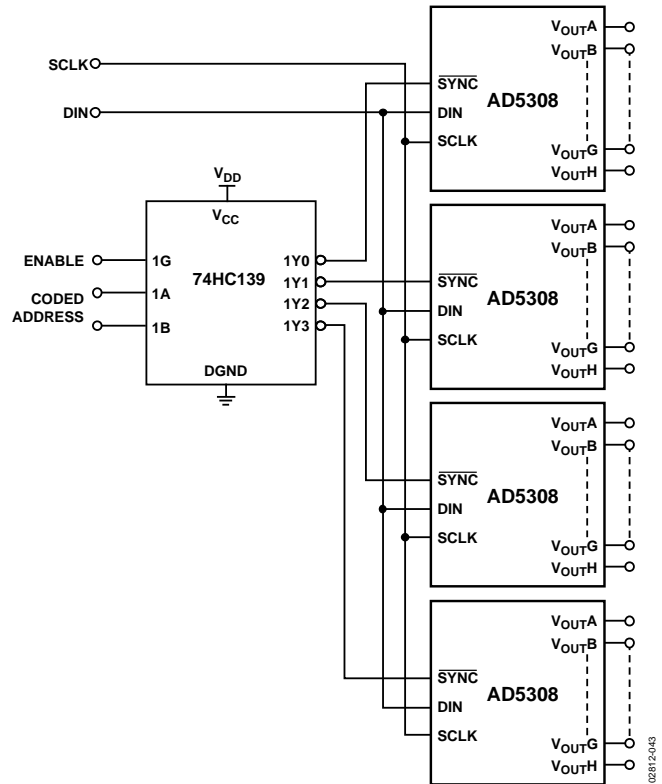 SCLK
DIN
V_DD
V_CC
ENABLE
CODED
ADDRESS
1G
1A
1B
74HC139
1Y0
1Y1
1Y2
1Y3
DGND
SYNC
DIN
SCLK
AD5308
V_OUTA
V_OUTB
V_OUTG
V_OUTH
SYNC
DIN
SCLK
AD5308
V_OUTA
V_OUTB
V_OUTG
V_OUTH
SYNC
DIN
SCLK
AD5308
V_OUTA
V_OUTB
V_OUTG
V_OUTH
SYNC
DIN
SCLK
AD5308
V_OUTA
V_OUTB
V_OUTG
V_OUTH
02812-043